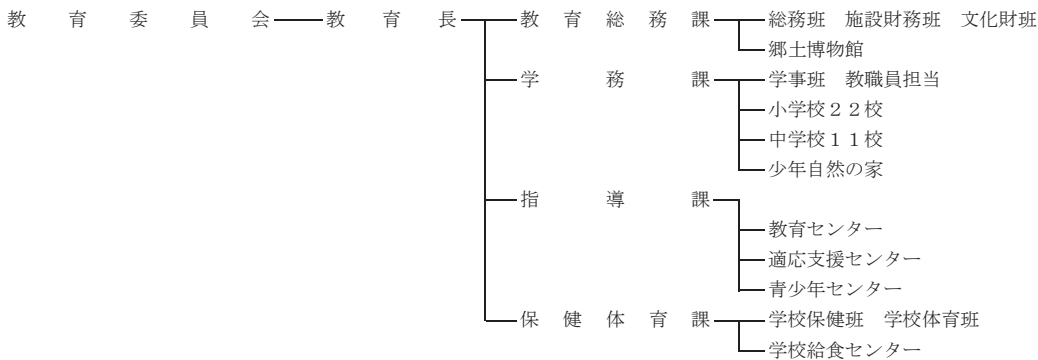 教育委員会 教育長 教育総務課 総務班 施設財務班 文化財班
郷土博物館
学務課 学事班 教職員担当
小学校２２校
中学校１１校
少年自然の家
指導課
教育センター
適応支援センター
青少年センター
保健体育課 学校保健班 学校体育班
学校給食センター